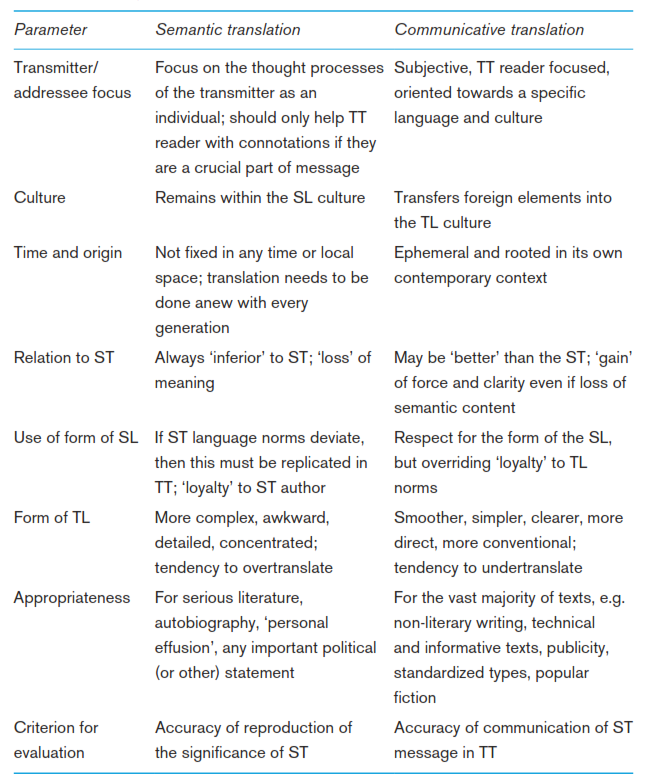 Parameter Semantic translation Communicative translation
Transmitter/ Focus on the thought processes Subjective, TT reader focused,
addressee focus of the transmitter as an oriented towards a specific
individual; should only help TT language and culture
reader with connotations if they
are a crucial part of message
Culture Remains within the SL culture Transfers foreign elements into
the TL culture
Time and origin Not fixed in any time or local Ephemeral and rooted in its own
space; translation needs to be contemporary context
done anew with every
generation
Relation to ST Always ‘inferior’ to ST; ‘loss’ of May be ‘better’ than the ST; ‘gain’
meaning of force and clarity even if loss of
semantic content
Use of form of SL If ST language norms deviate, Respect for the form of the SL,
then this must be replicated in but overriding ‘loyalty’ to TL
TT; ‘loyalty’ to ST author norms
Form of TL More complex, awkward, Smoother, simpler, clearer, more
detailed, concentrated; direct, more conventional;
tendency to overtranslate tendency to undertranslate
Appropriateness For serious literature, For the vast majority of texts, e.g.
autobiography, ‘personal non-literary writing, technical
effusion’, any important political and informative texts, publicity,
(or other) statement standardized types, popular
fiction
Criterion for Accuracy of reproduction of Accuracy of communication of ST
evaluation the significance of ST message in TT